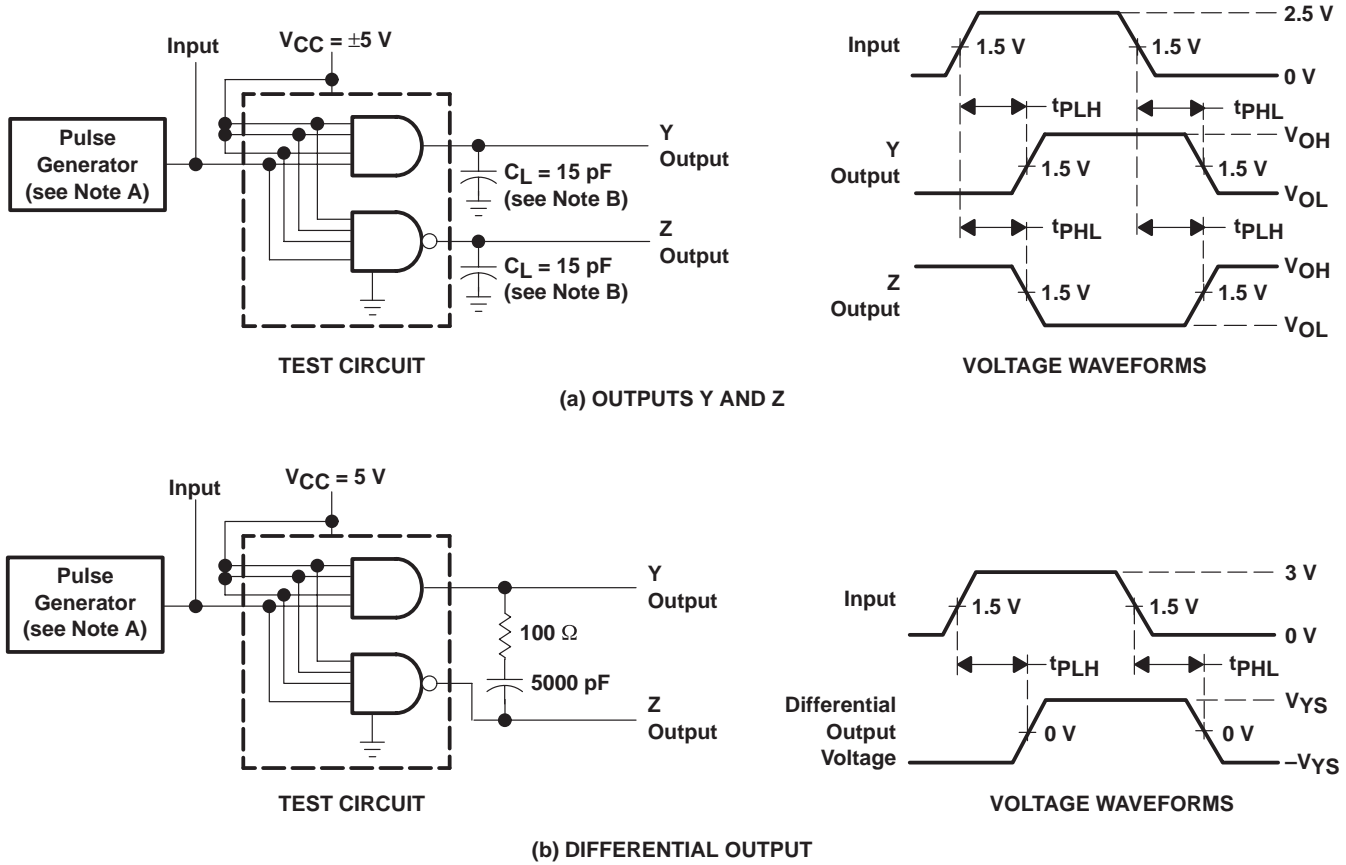 Input
VCC = ±5 V
Pulse
Generator
(see Note A)
Y
Output
CL = 15 pF
(see Note B)
Z
Output
CL = 15 pF
(see Note B)
TEST CIRCUIT
Input
2.5 V
1.5 V
1.5 V
0 V
tPLH
tPHL
Y
Output
VOH
1.5 V
1.5 V
VOL
tPHL
tPLH
Z
Output
VOH
1.5 V
1.5 V
VOL
VOLTAGE WAVEFORMS
(a) OUTPUTS Y AND Z
Input
VCC = 5 V
Pulse
Generator
(see Note A)
Y
Output
100 Ω
5000 pF
Z
Output
TEST CIRCUIT
Input
3 V
1.5 V
1.5 V
0 V
tPLH
tPHL
Differential
Output
Voltage
VYS
0 V
0 V
–VYS
VOLTAGE WAVEFORMS
(b) DIFFERENTIAL OUTPUT